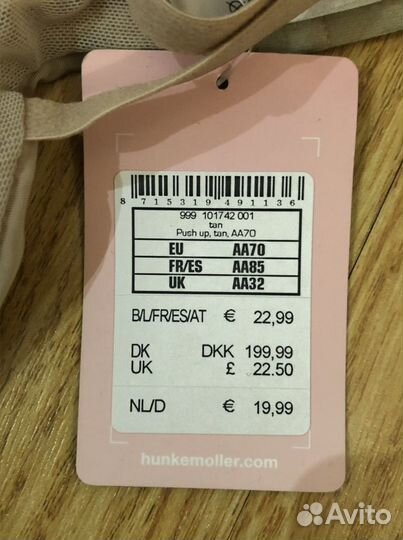 8 715319 491136
999 101742 001
tan
Push up, tan, AA70
EU AA70
FR/ES AA85
UK AA32
B/L/FR/ES/AT € 22,99
DK DKK 199,99
UK £ 22.50
NL/D € 19,99
hunkemoller.com
Avito